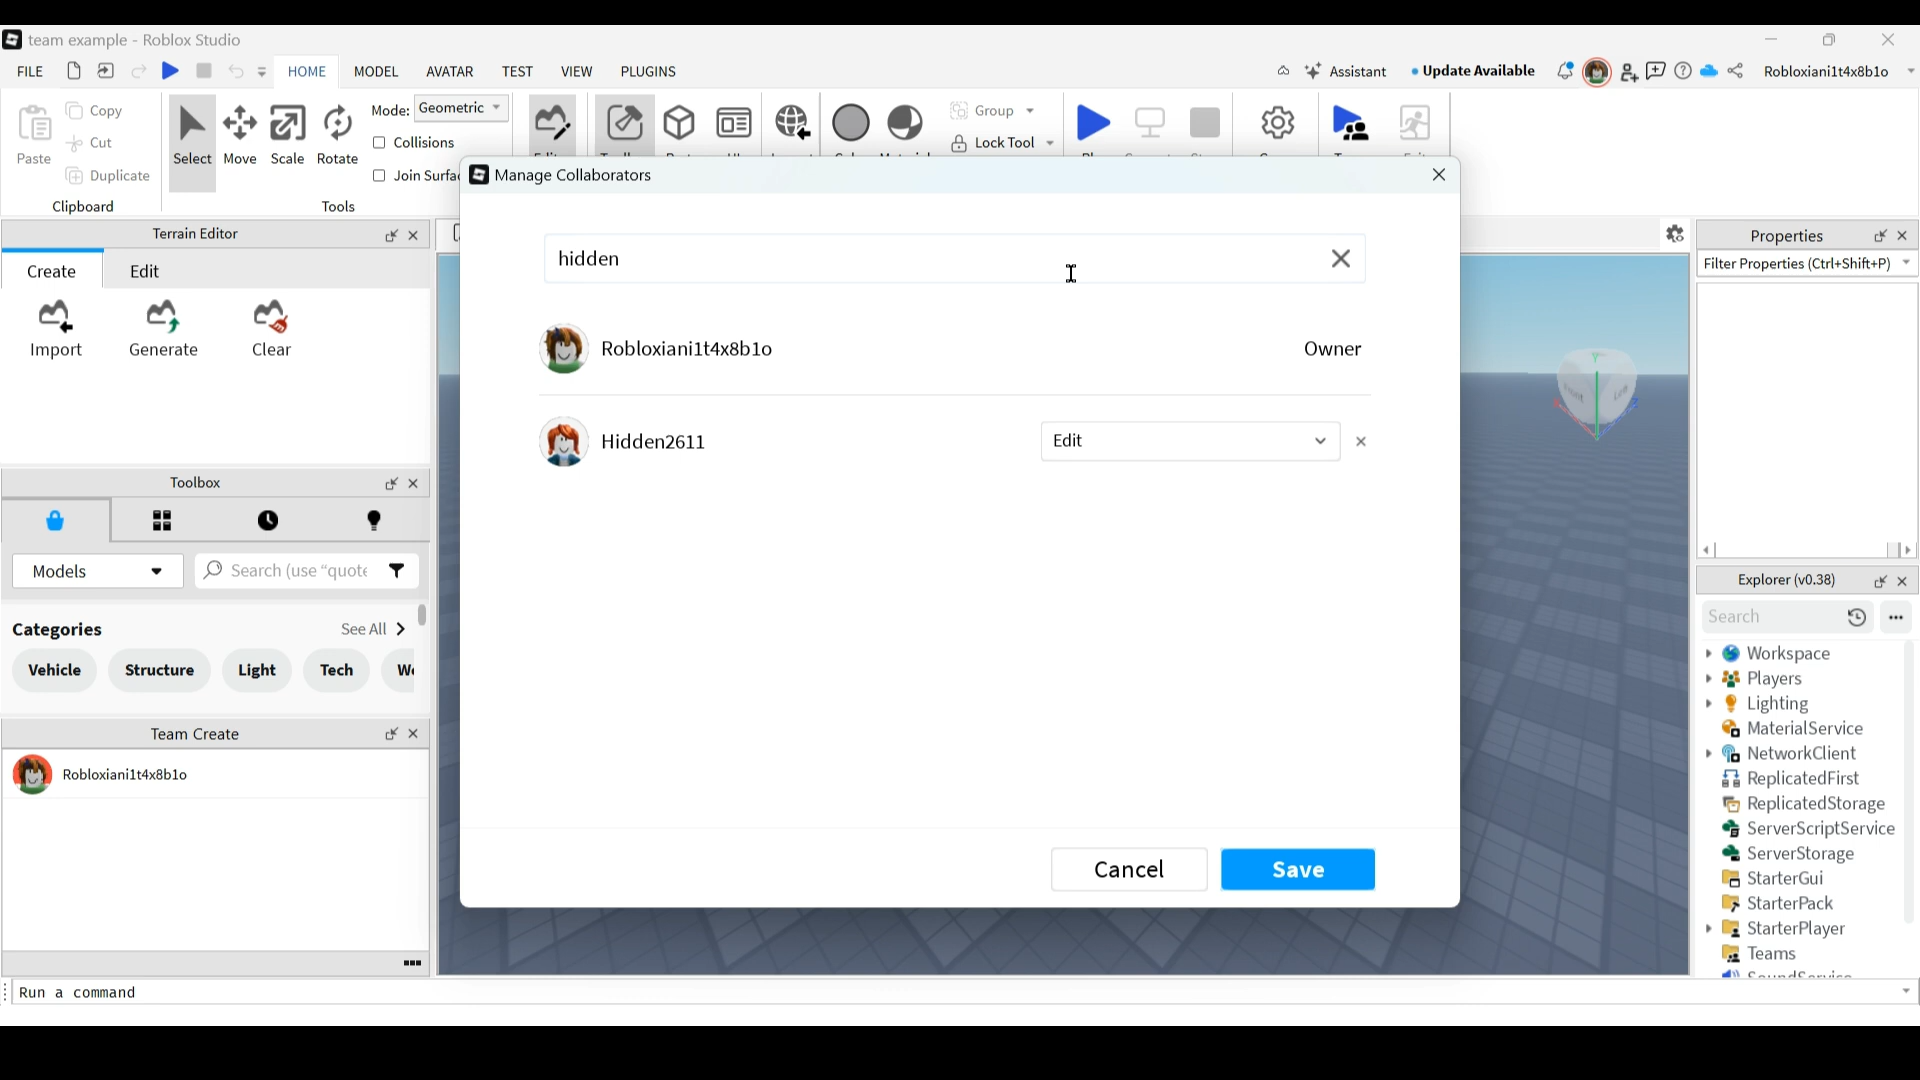 team example - Roblox Studio
FILE HOME MODEL AVATAR TEST VIEW PLUGINS Assistant Update Available Robloxiani1t4x8b1o
Paste Copy Cut Duplicate
Clipboard
Select Move Scale Rotate
Mode: Geometric
Collisions
Tools
Group
Lock Tool
Manage Collaborators
hidden
Robloxiani1t4x8b1o Owner
Hidden2611 Edit
Cancel Save
Terrain Editor
Create Edit
Import Generate Clear
Toolbox
Models Search (use "quote
Categories See All
Vehicle Structure Light Tech
Team Create
Robloxiani1t4x8b1o
Run a command
Properties
Filter Properties (Ctrl+Shift+P)
Explorer (v0.38)
Search
Workspace
Players
Lighting
MaterialService
NetworkClient
ReplicatedFirst
ReplicatedStorage
ServerScriptService
ServerStorage
StarterGui
StarterPack
StarterPlayer
Teams